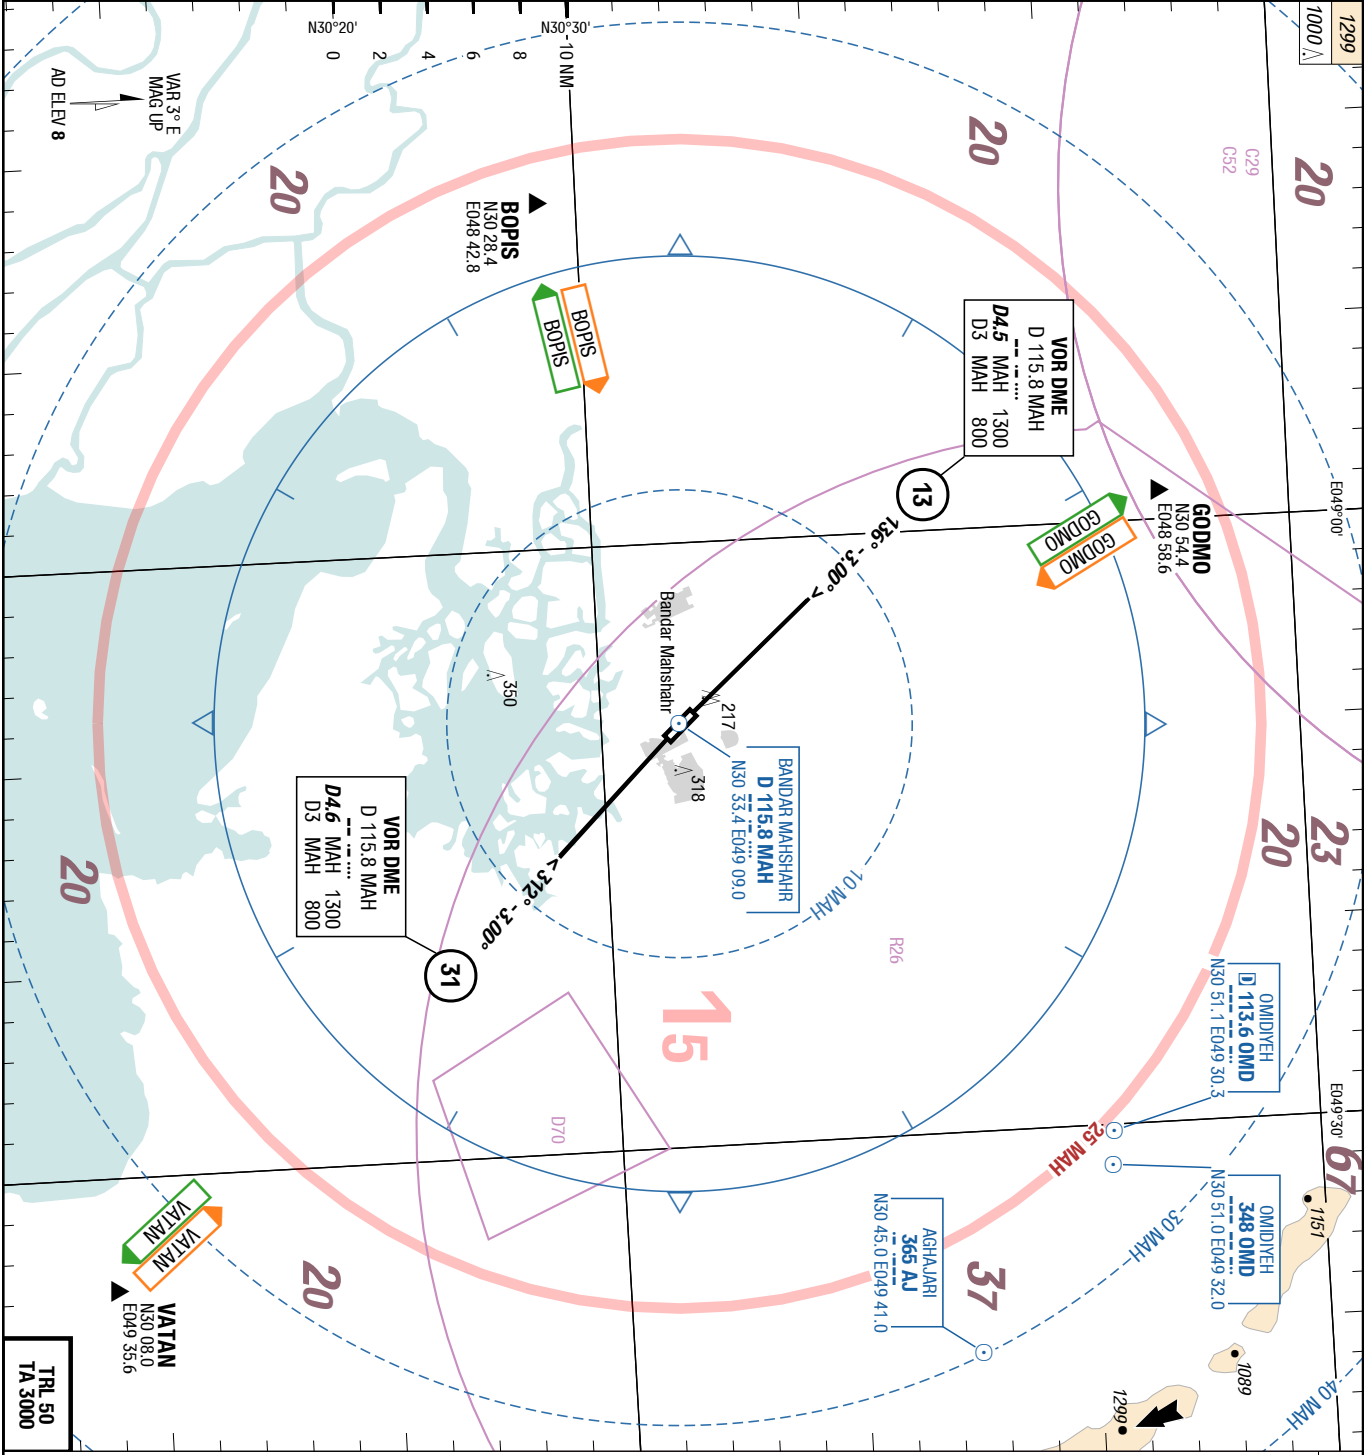 1299
1000
N30°20'
N30°30'
0
2
4
6
8
10 NM
VAR 3° E
MAG UP
AD ELEV 8
20
20
20
C29
C52
BOPIS
N30 28.4
E048 42.8
BOPIS
BOPIS
VOR DME
D 115.8 MAH
D4.5 MAH 1300
D3 MAH 800
13
136° - 3.00° >
GODMO
N30 54.4
E048 58.6
GODMO
GODMO
E049°00'
Bandar Mahshahr
217
318
350
BANDAR MAHSHAHR
D 115.8 MAH
N30 33.4 E049 09.0
10 MAH
VOR DME
D 115.8 MAH
D4.6 MAH 1300
D3 MAH 800
31
< 312° - 3.00°
R26
15
D70
20
23
20
OMIDIYEH
D 113.6 OMD
N30 51.1 E049 30.3
E049°30'
67
25 MAH
OMIDIYEH
348 OMD
N30 51.0 E049 32.0
30 MAH
AGHAJARI
365 AJ
N30 45.0 E049 41.0
37
1151
1089
1299
40 MAH
20
VATAN
VATAN
VATAN
N30 08.0
E049 35.6
TRL 50
TA 3000